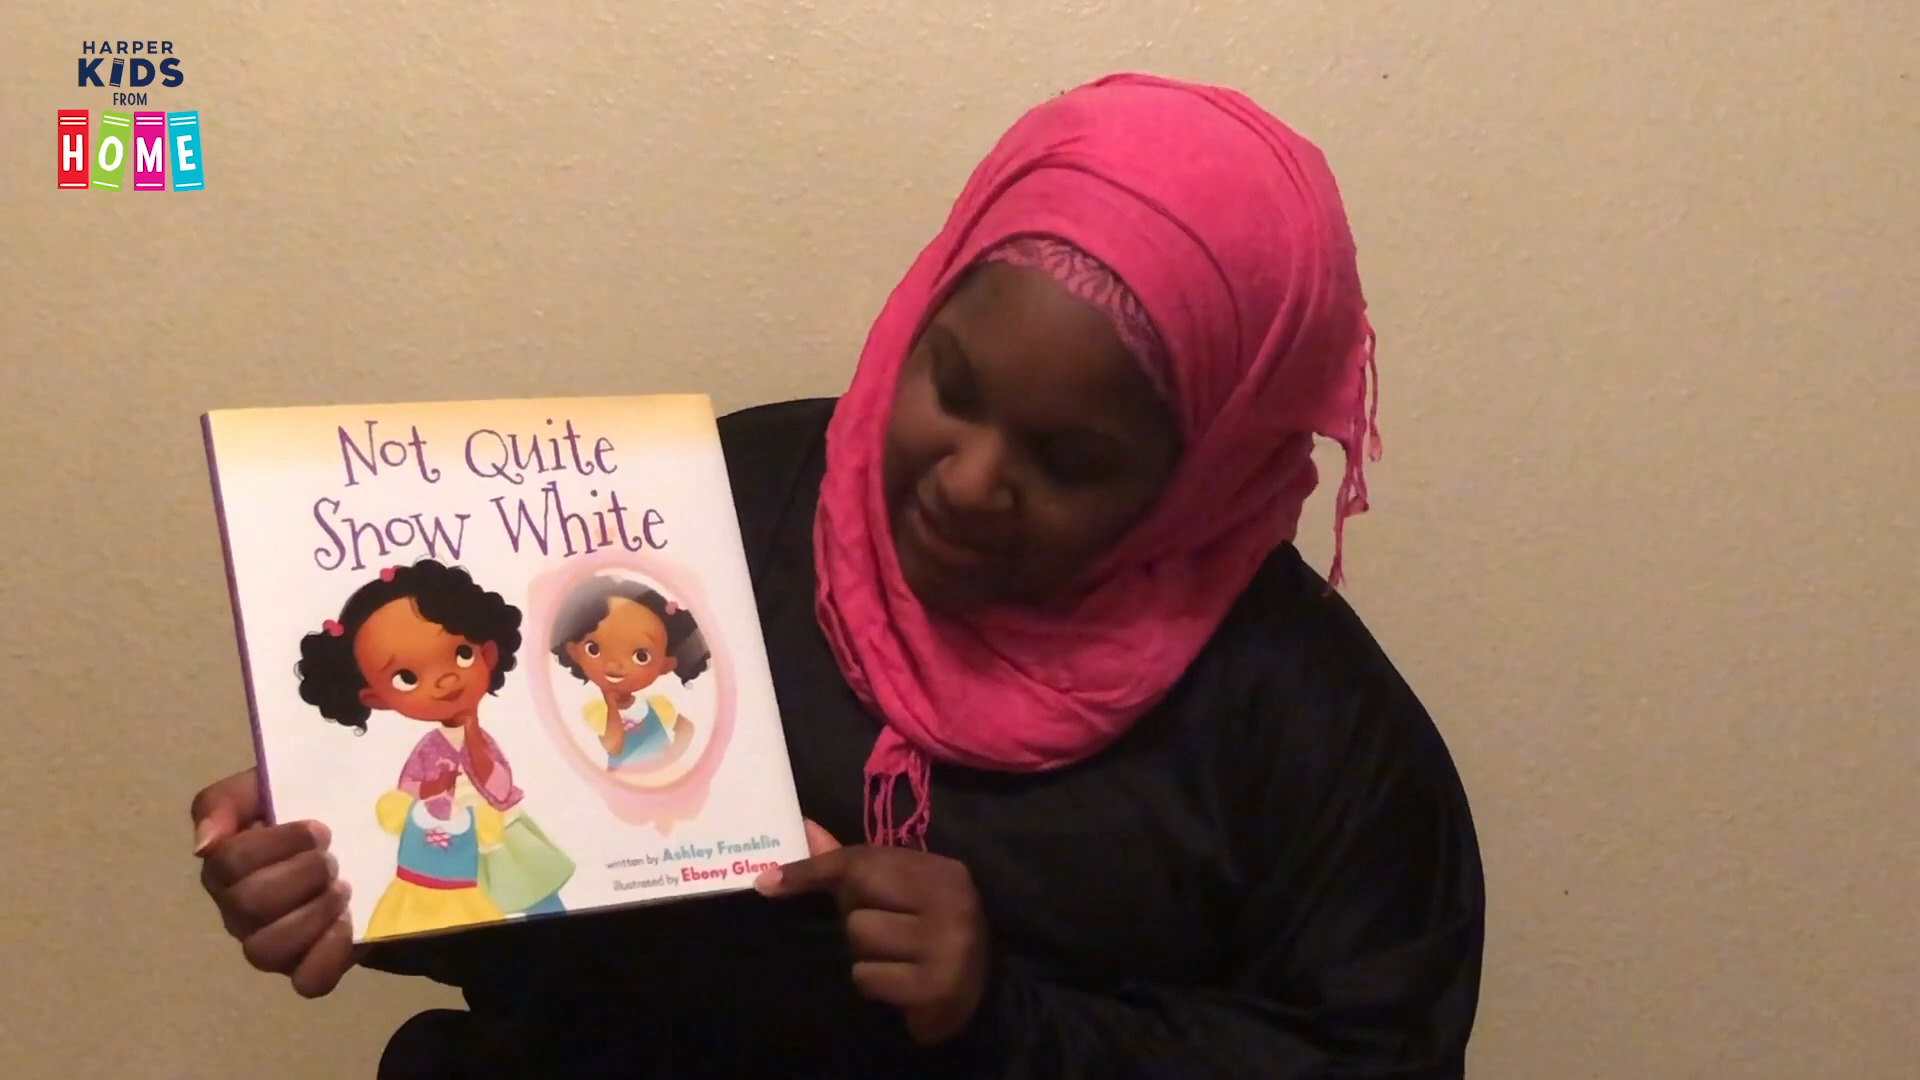 HARPER
KIDS
FROM
HOME
Not Quite
Snow White
written by Ashley Franklin
illustrated by Ebony Glenn